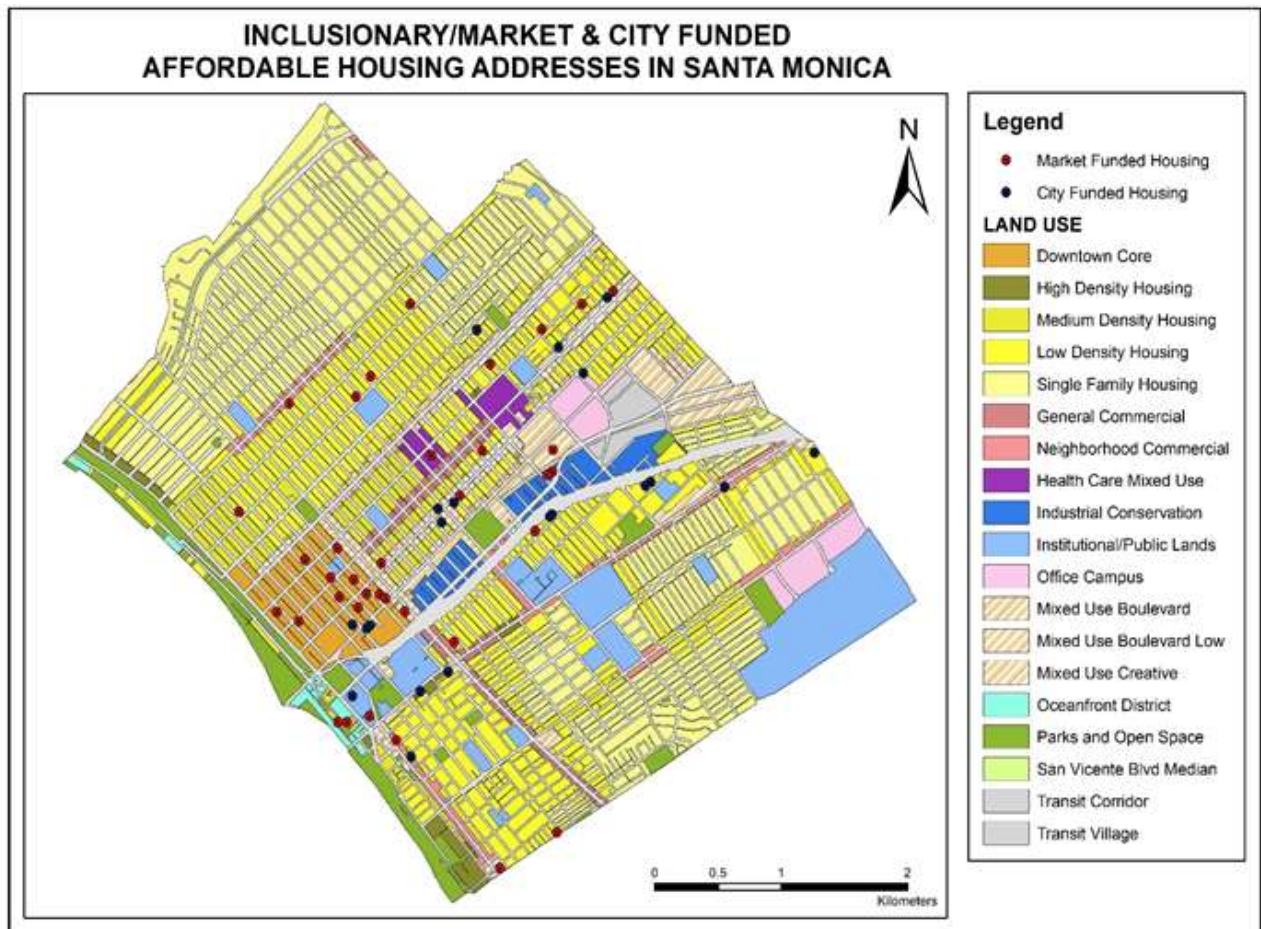 INCLUSIONARY/MARKET & CITY FUNDED
AFFORDABLE HOUSING ADDRESSES IN SANTA MONICA
N
0 0.5 1 2
Kilometers
Legend
Market Funded Housing
City Funded Housing
LAND USE
Downtown Core
High Density Housing
Medium Density Housing
Low Density Housing
Single Family Housing
General Commercial
Neighborhood Commercial
Health Care Mixed Use
Industrial Conservation
Institutional/Public Lands
Office Campus
Mixed Use Boulevard
Mixed Use Boulevard Low
Mixed Use Creative
Oceanfront District
Parks and Open Space
San Vicente Blvd Median
Transit Corridor
Transit Village